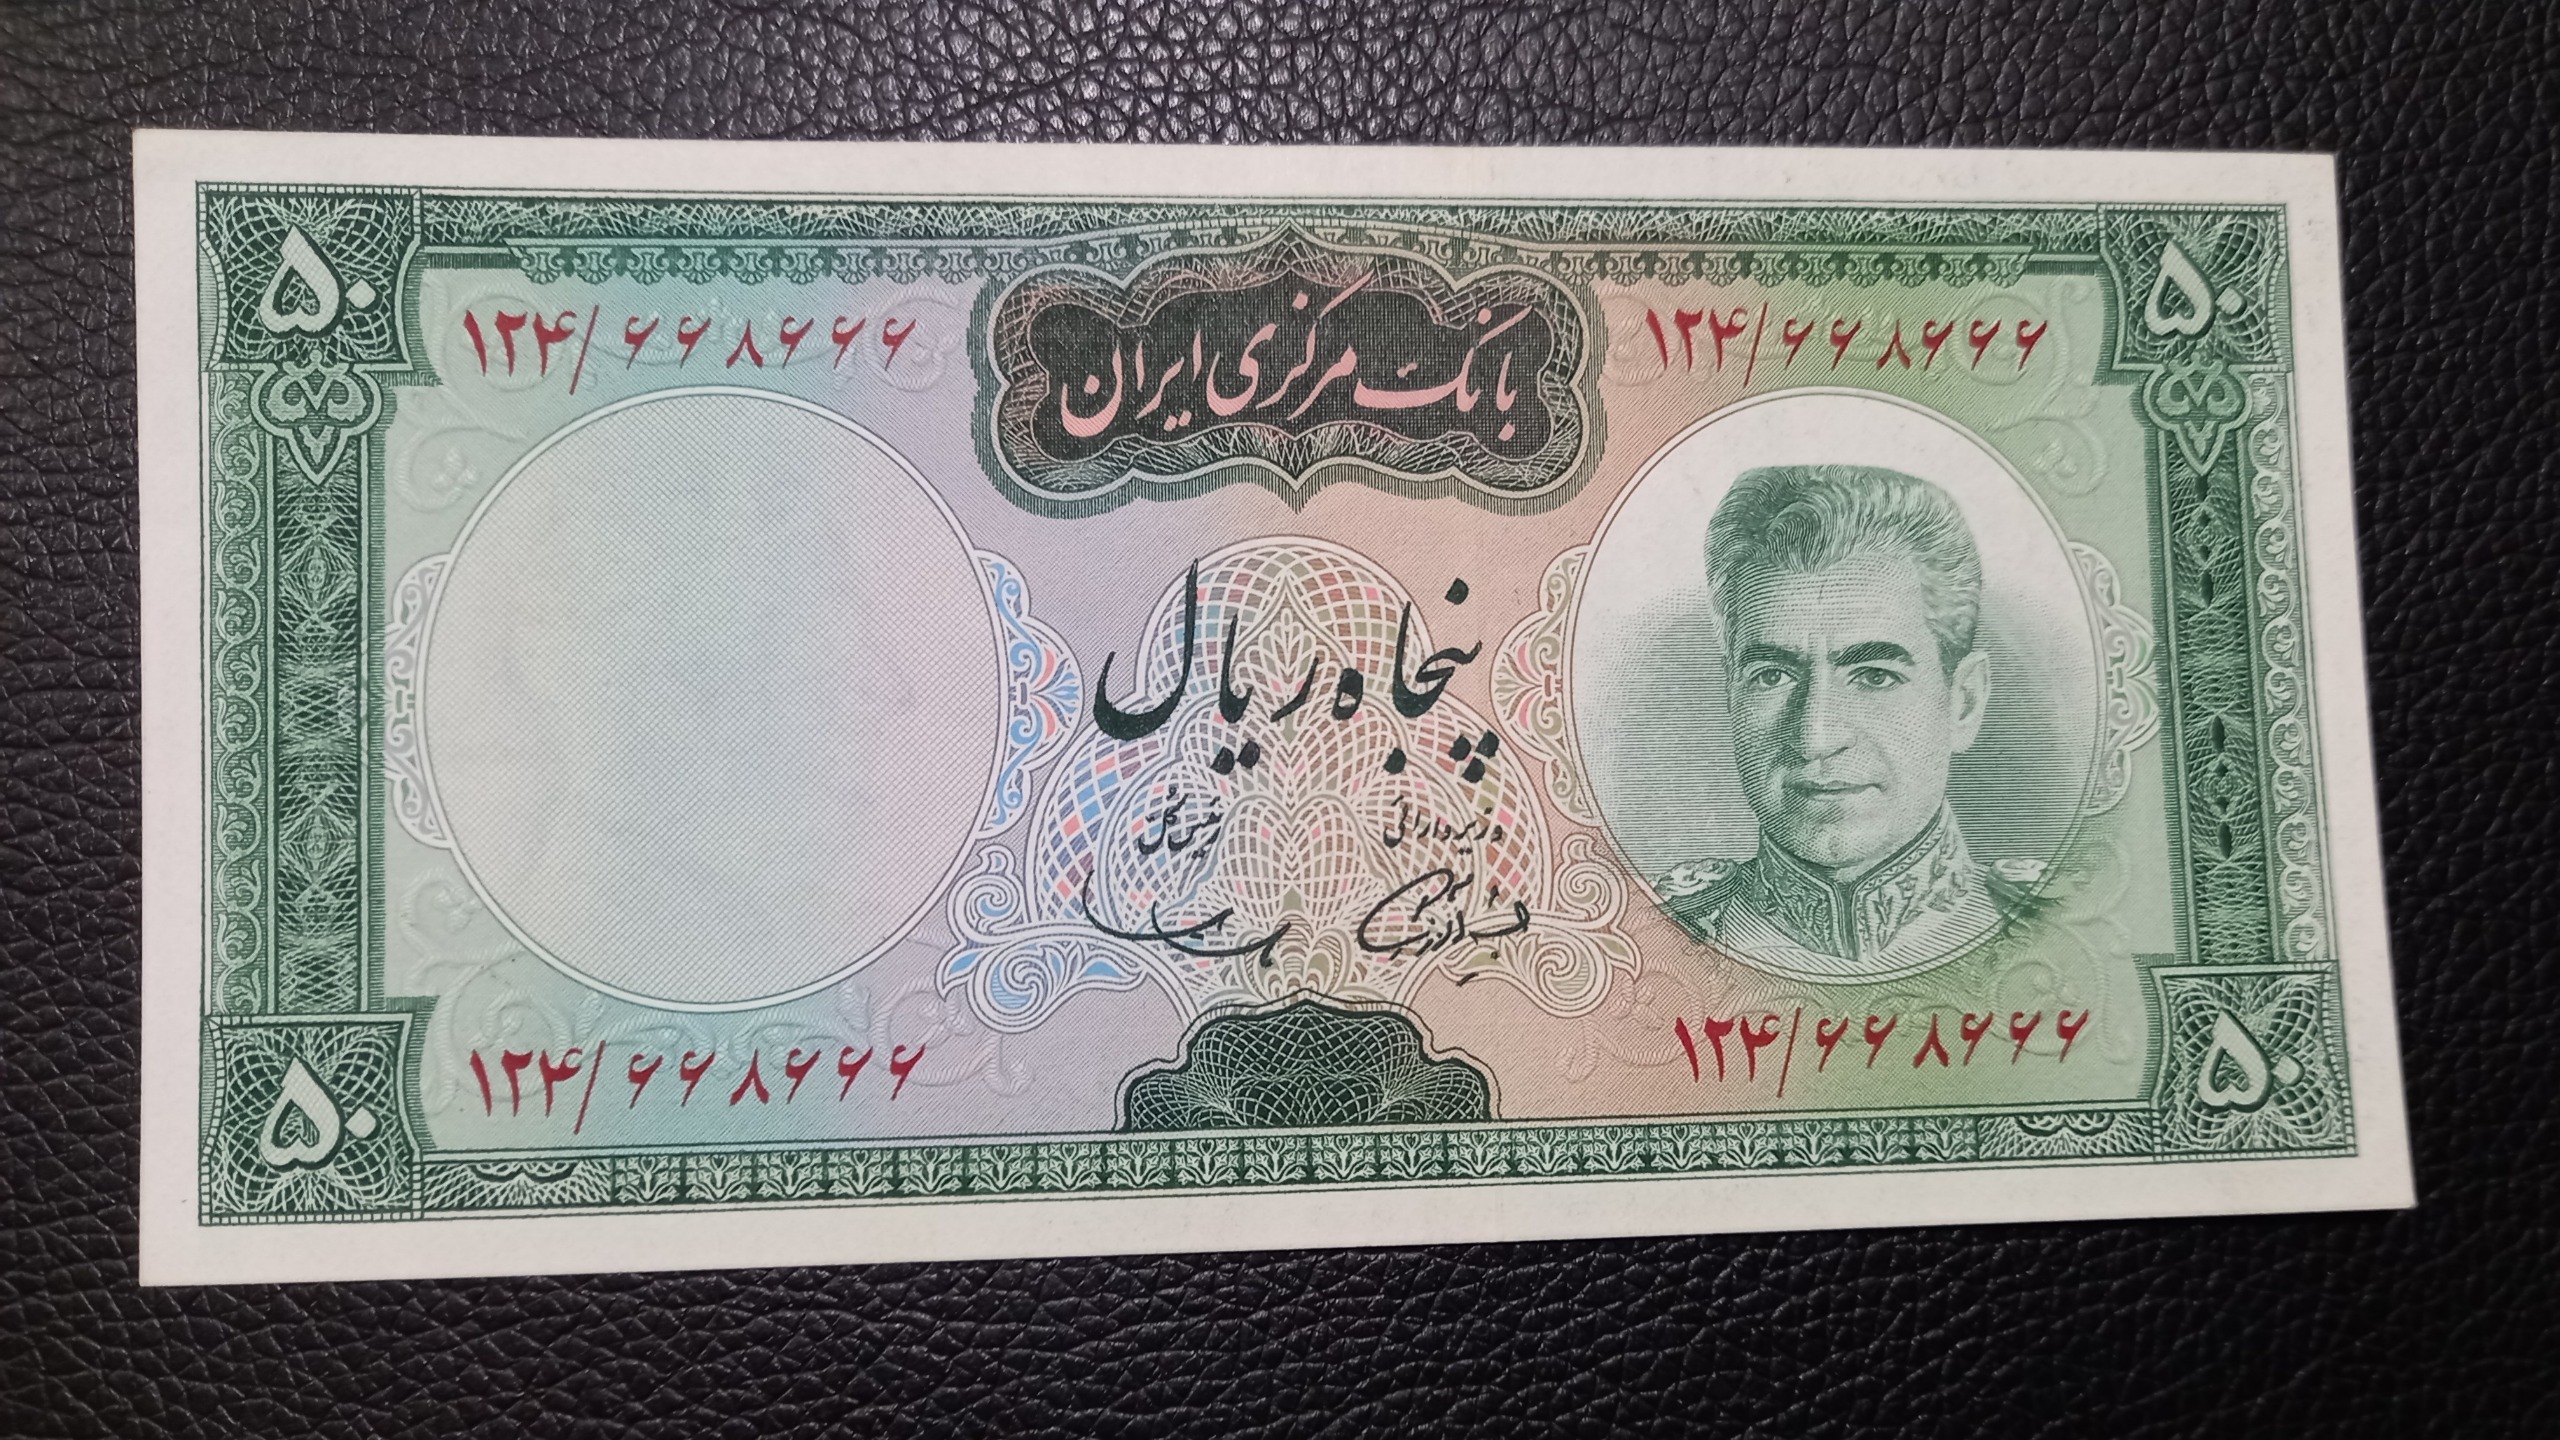 ۵۰
۵۰
۱۲۴/۶۶۸۶۶۶
بانک مرکزی ایران
۱۲۴/۶۶۸۶۶۶
پنجاه ریال
وزیر دارائی
رئیس کل
۱۲۴/۶۶۸۶۶۶
۱۲۴/۶۶۸۶۶۶
۵۰
۵۰